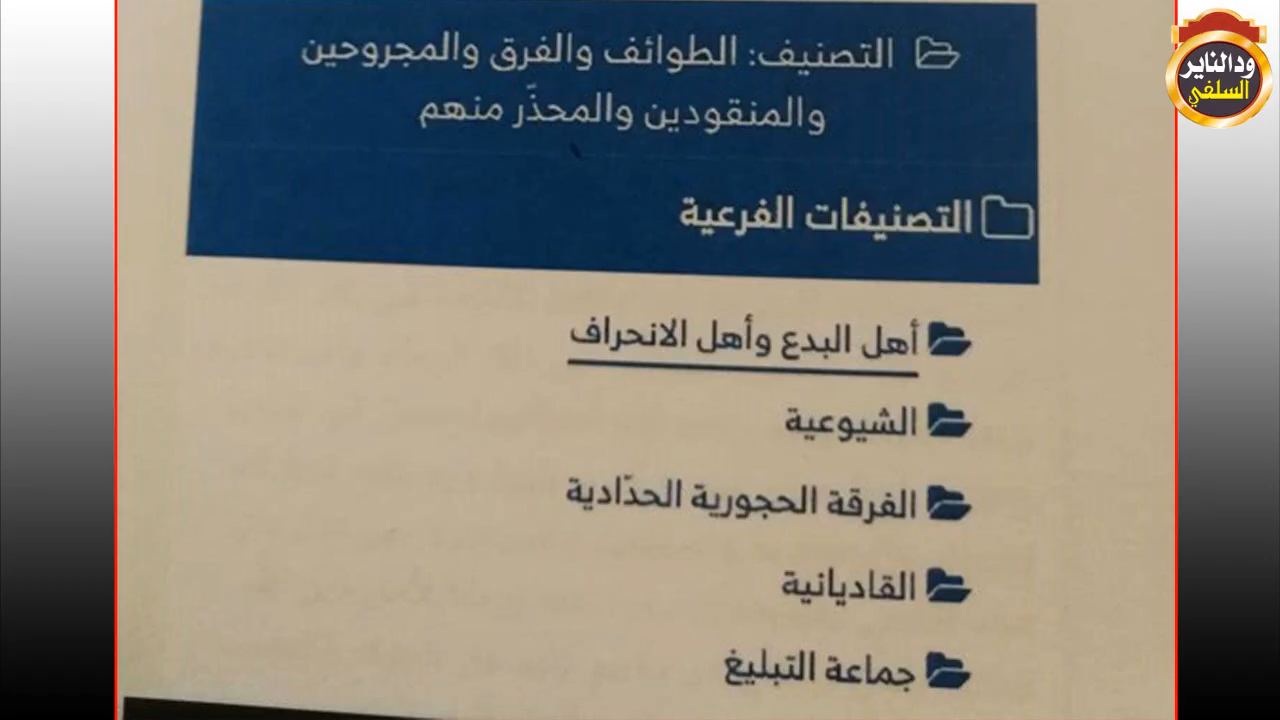 التصنيف: الطوائف والفرق والمجروحين
والمنقودين والمحذّر منهم
التصنيفات الفرعية
أهل البدع وأهل الانحراف
الشيوعية
الفرقة الحجورية الحدّادية
القاديانية
جماعة التبليغ
ودالناير
السلفي